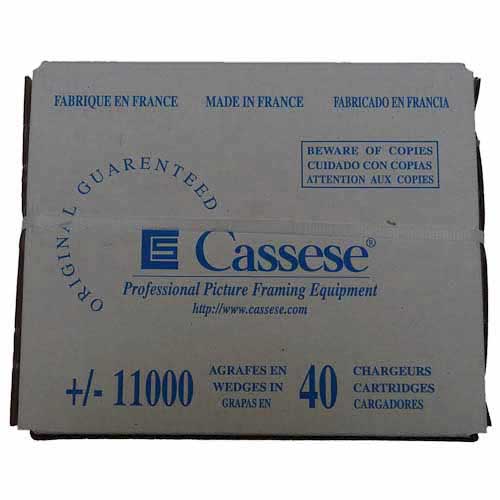 FABRIQUE EN FRANCE MADE IN FRANCE FABRICADO EN FRANCIA
BEWARE OF COPIES
CUIDADO CON COPIAS
ATTENTION AUX COPIES
ORIGINAL GUARENTEED
Cassese®
Professional Picture Framing Equipment
http://www.cassese.com
+/- 11000
AGRAFES EN
WEDGES IN
GRAPAS EN
40
CHARGEURS
CARTRIDGES
CARGADORES